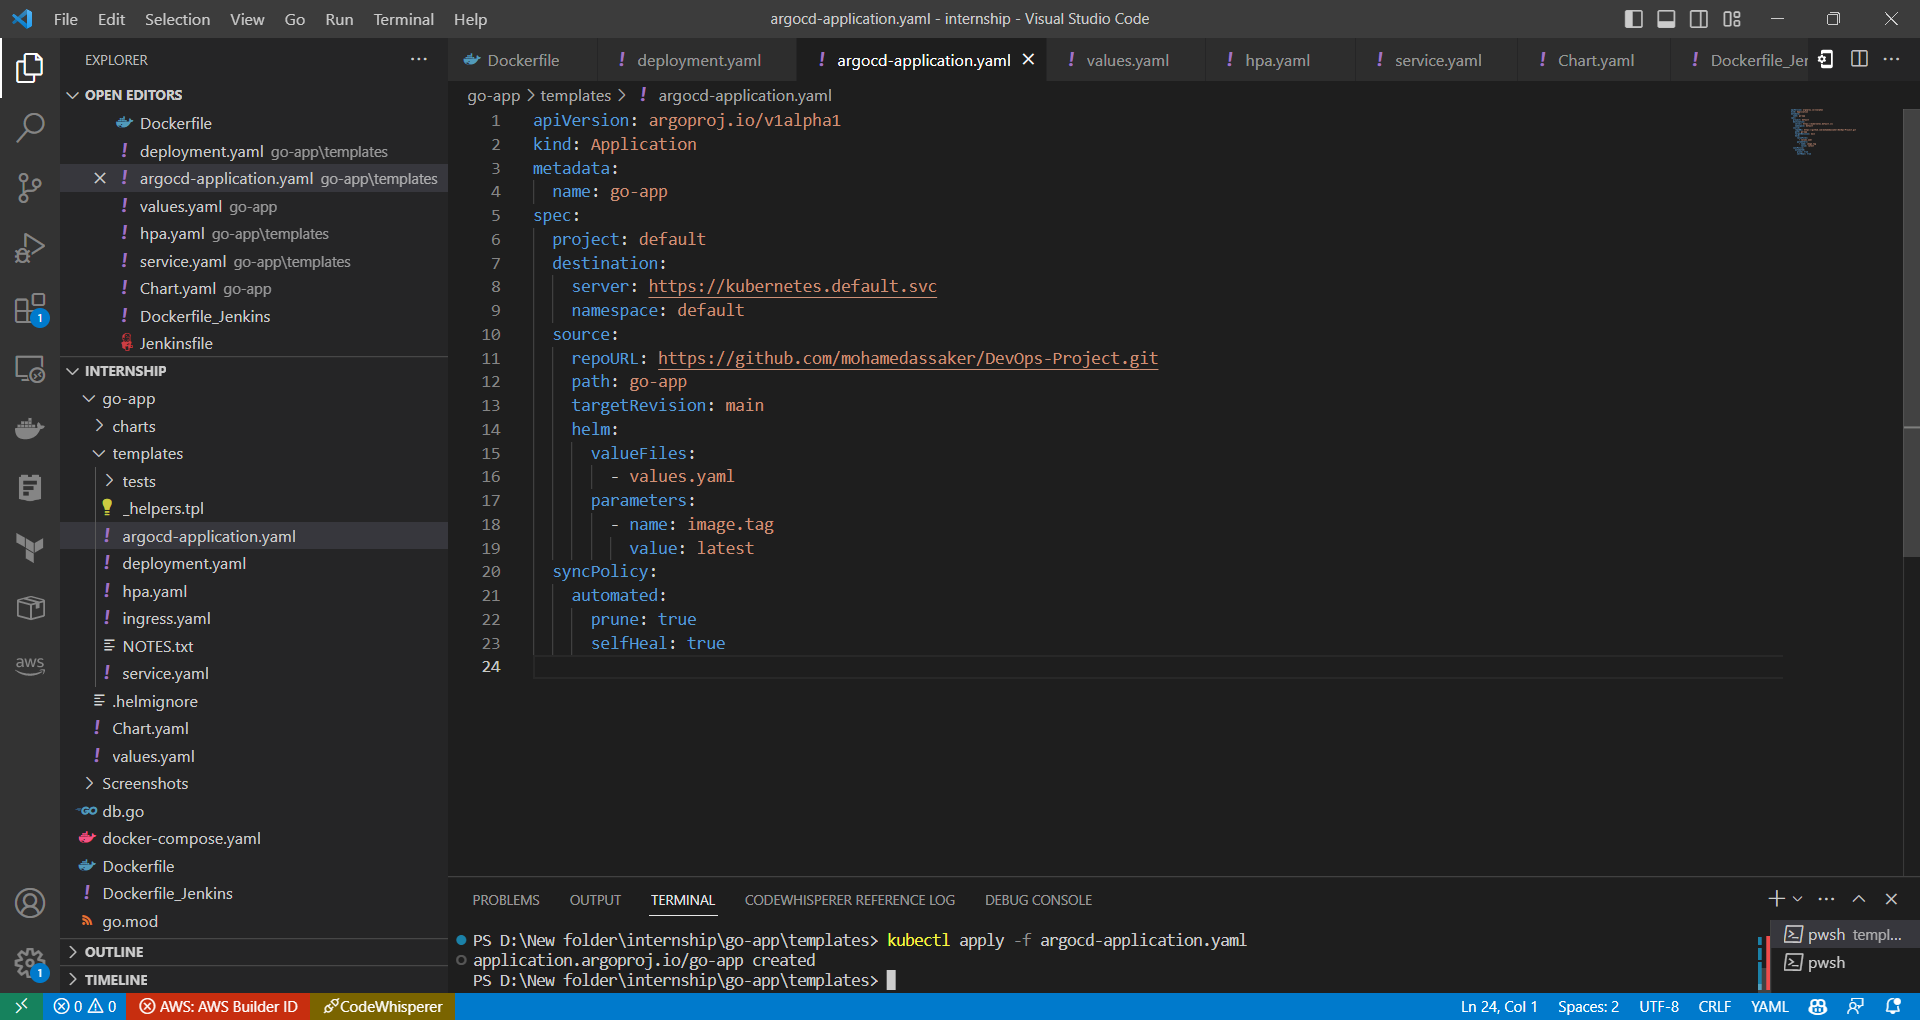 File Edit Selection View Go Run Terminal Help
argocd-application.yaml - internship - Visual Studio Code
EXPLORER
OPEN EDITORS
Dockerfile
deployment.yaml go-app\templates
argocd-application.yaml go-app\templates
values.yaml go-app
hpa.yaml go-app\templates
service.yaml go-app\templates
Chart.yaml go-app
Dockerfile_Jenkins
Jenkinsfile
INTERNSHIP
go-app
charts
templates
tests
_helpers.tpl
argocd-application.yaml
deployment.yaml
hpa.yaml
ingress.yaml
NOTES.txt
service.yaml
.helmignore
Chart.yaml
values.yaml
Screenshots
db.go
docker-compose.yaml
Dockerfile
Dockerfile_Jenkins
go.mod
OUTLINE
TIMELINE
1
aws
1
Dockerfile deployment.yaml argocd-application.yaml values.yaml hpa.yaml service.yaml Chart.yaml Dockerfile_Jer
go-app > templates > argocd-application.yaml
1 apiVersion: argoproj.io/v1alpha1
2 kind: Application
3 metadata:
4 name: go-app
5 spec:
6 project: default
7 destination:
8 server: https://kubernetes.default.svc
9 namespace: default
10 source:
11 repoURL: https://github.com/mohamedassaker/DevOps-Project.git
12 path: go-app
13 targetRevision: main
14 helm:
15 valueFiles:
16 - values.yaml
17 parameters:
18 - name: image.tag
19 value: latest
20 syncPolicy:
21 automated:
22 prune: true
23 selfHeal: true
24
PROBLEMS OUTPUT TERMINAL CODEWHISPERER REFERENCE LOG DEBUG CONSOLE
PS D:\New folder\internship\go-app\templates> kubectl apply -f argocd-application.yaml
application.argoproj.io/go-app created
PS D:\New folder\internship\go-app\templates>
pwsh templ...
pwsh
0 0 AWS: AWS Builder ID CodeWhisperer
Ln 24, Col 1 Spaces: 2 UTF-8 CRLF YAML